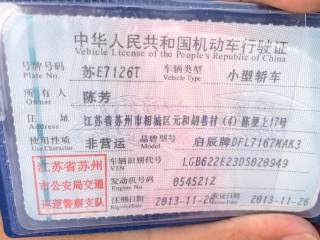 中华人民共和国机动车行驶证
Vehicle License of the People's Republic of China
号牌号码 苏E7126T 车辆类型 小型轿车
Plate No. Vehicle Type
所有人 陈芳
Owner
住址 江苏省苏州市相城区元和胡巷村(4)陈更上17号
Address
使用性质 非营运 品牌型号 启辰牌DFL7167MAK3
Use Character Model
江苏省苏州 车辆识别代号 LGB622E23DS029949
VIN
市公安局交通 发动机号码 054521Z
Engine No.
巡逻警察支队 注册日期 2013-11-26 发证日期 2013-11-26